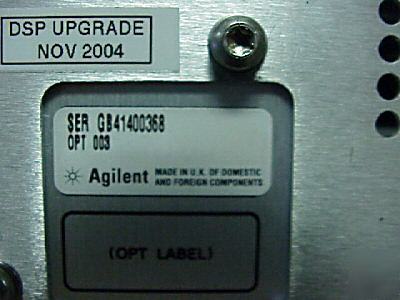 DSP UPGRADE
NOV 2004
SER GB41400368
OPT 003
Agilent
MADE IN U.K. OF DOMESTIC
AND FOREIGN COMPONENTS
(OPT LABEL)